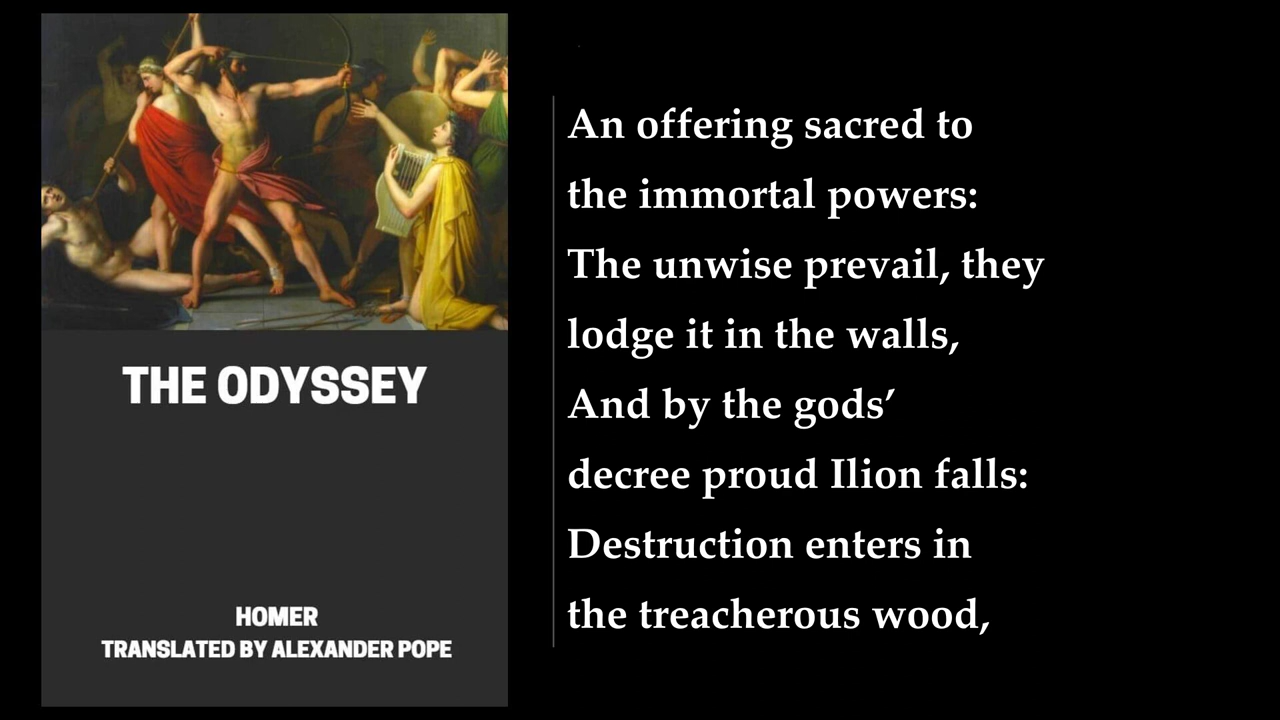 THE ODYSSEY
HOMER
TRANSLATED BY ALEXANDER POPE
An offering sacred to
the immortal powers:
The unwise prevail, they
lodge it in the walls,
And by the gods’
decree proud Ilion falls:
Destruction enters in
the treacherous wood,